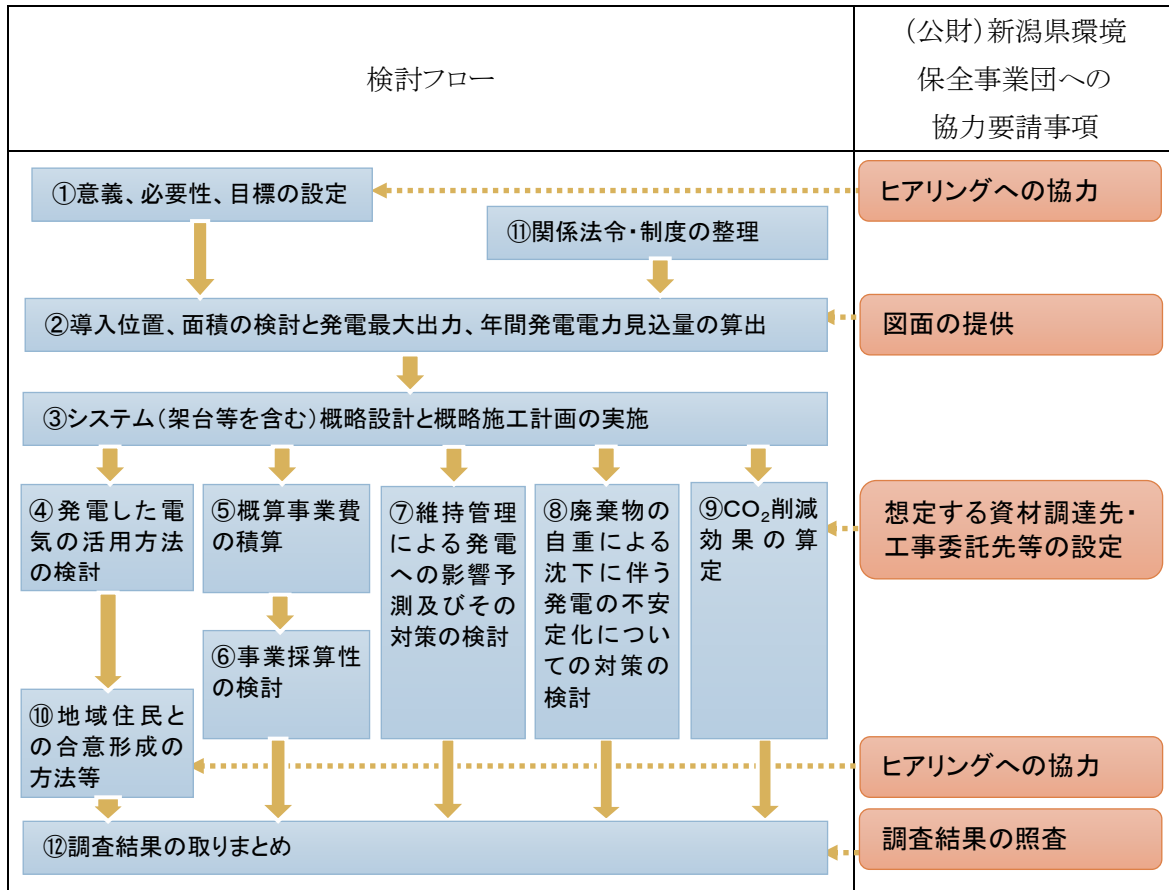 検討フロー
(公財)新潟県環境
保全事業団への
協力要請事項
①意義、必要性、目標の設定
ヒアリングへの協力
⑪関係法令・制度の整理
②導入位置、面積の検討と発電最大出力、年間発電電力見込量の算出
図面の提供
③システム(架台等を含む)概略設計と概略施工計画の実施
④発電した電
気の活用方法
の検討
⑤概算事業費
の積算
⑥事業採算性
の検討
⑦維持管理
による発電
への影響予
測及びその
対策の検討
⑧廃棄物の
自重による
沈下に伴う
発電の不安
定化につい
ての対策の
検討
⑨CO₂削減
効果の算
定
想定する資材調達先・
工事委託先等の設定
⑩地域住民と
の合意形成の
方法等
ヒアリングへの協力
⑫調査結果の取りまとめ
調査結果の照査